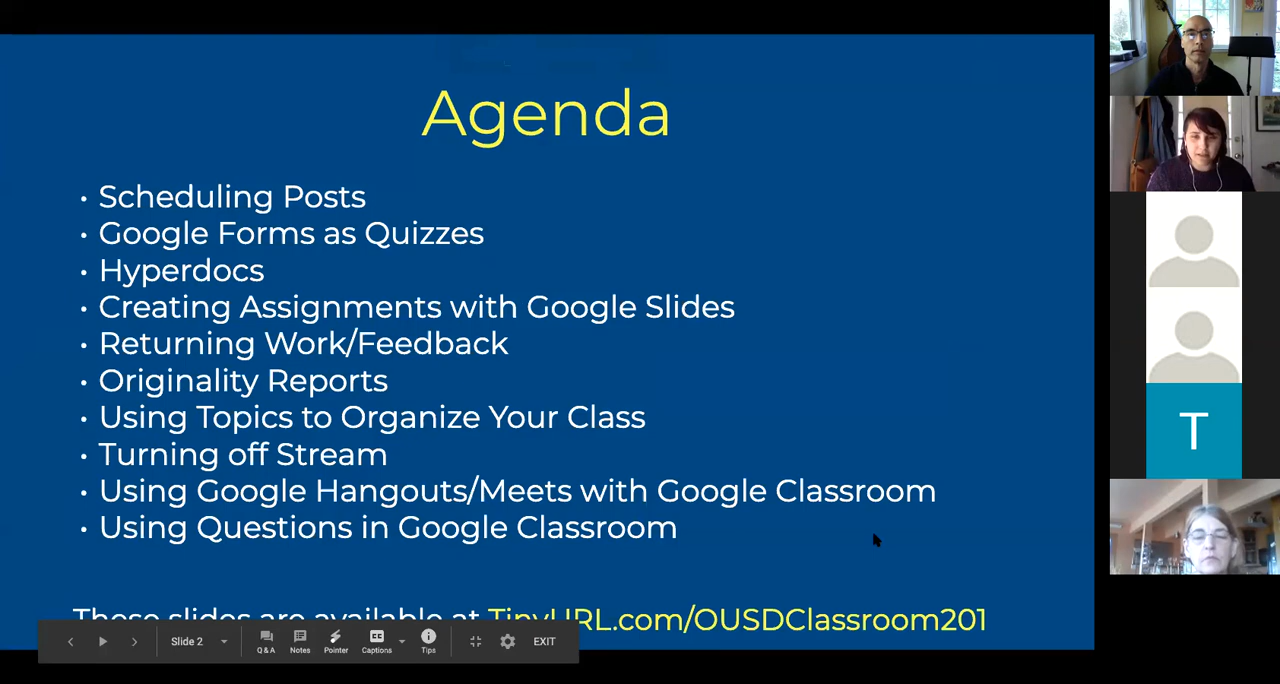 Agenda
• Scheduling Posts
• Google Forms as Quizzes
• Hyperdocs
• Creating Assignments with Google Slides
• Returning Work/Feedback
• Originality Reports
• Using Topics to Organize Your Class
• Turning off Stream
• Using Google Hangouts/Meets with Google Classroom
• Using Questions in Google Classroom
These slides are available at TinyURL.com/OUSDClassroom201
Slide 2
Q&A
Notes
Pointer
CC
Captions
Tips
EXIT
T